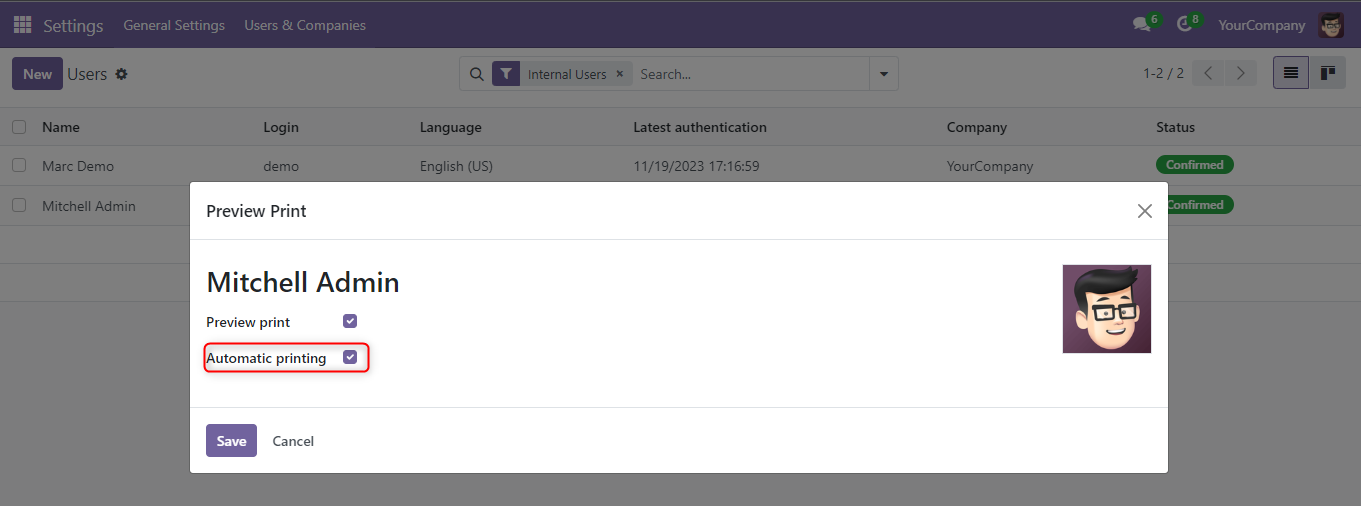 Settings General Settings Users & Companies 6 8 YourCompany
New Users Internal Users × Search... 1-2 / 2
Name Login Language Latest authentication Company Status
Marc Demo demo English (US) 11/19/2023 17:16:59 YourCompany Confirmed
Mitchell Admin Confirmed
Preview Print
Mitchell Admin
Preview print
Automatic printing
Save Cancel